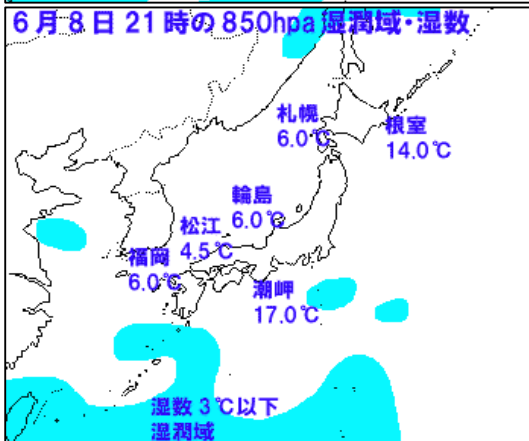 6月8日21時の850hpa湿潤域・湿数
札幌
6.0℃
根室
14.0℃
輪島
6.0℃
松江
4.5℃
福岡
6.0℃
潮岬
17.0℃
湿数3℃以下
湿潤域